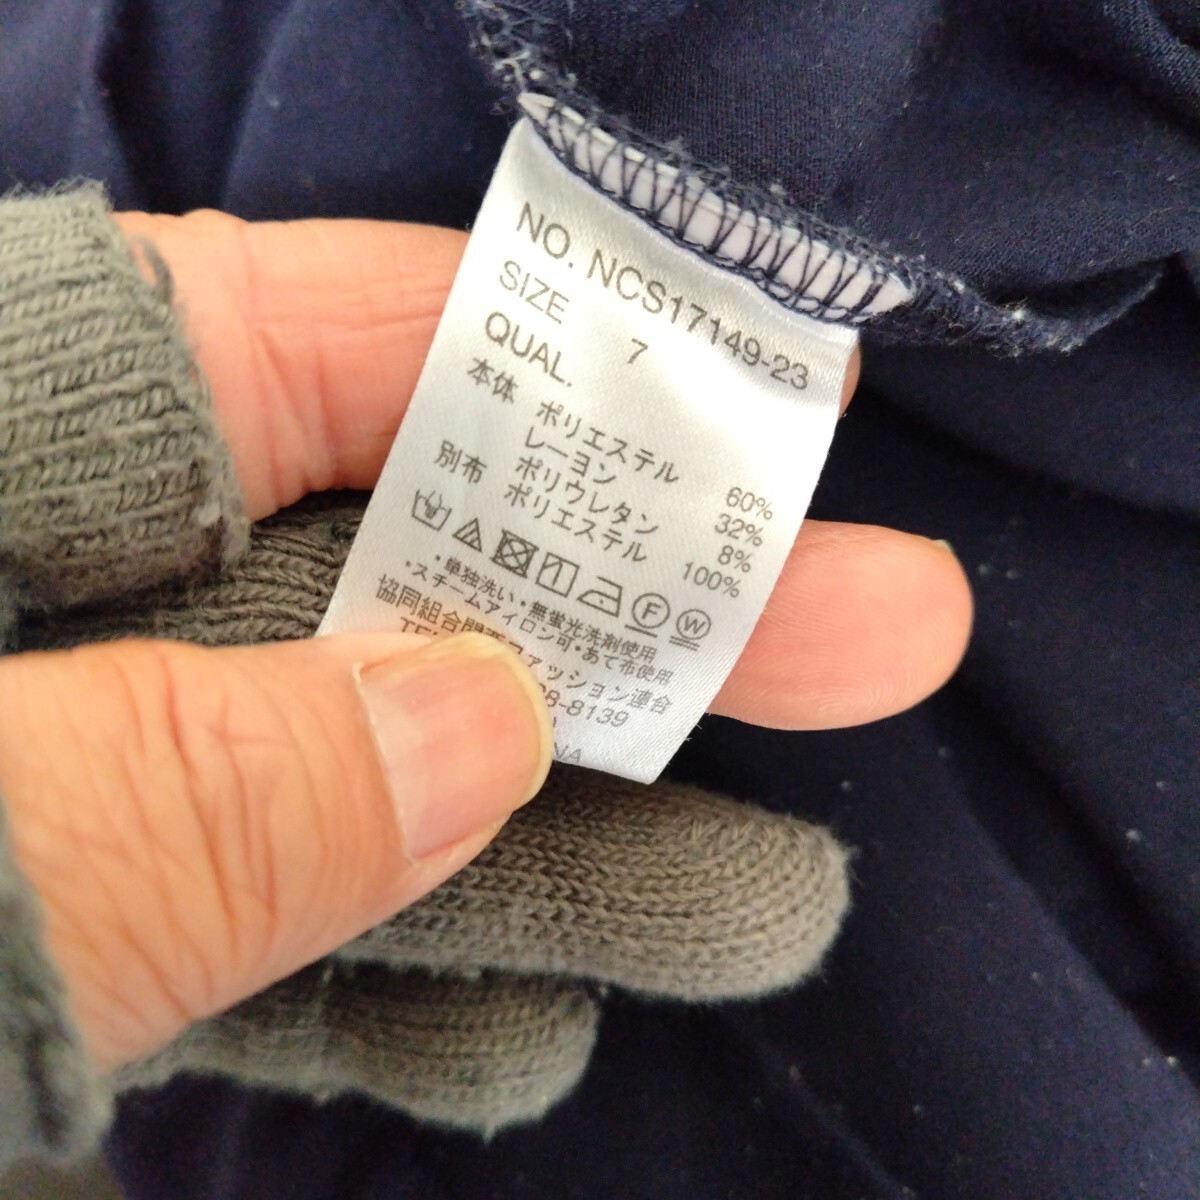 NO. NCS17149-23
SIZE 7
QUAL.
本体 ポリエステル 60%
レーヨン 32%
ポリウレタン 8%
別布 ポリエステル 100%
・単独洗い・無蛍光洗剤使用
・スチームアイロン可・あて布使用
協同組合関西ファッション連合
8-8139